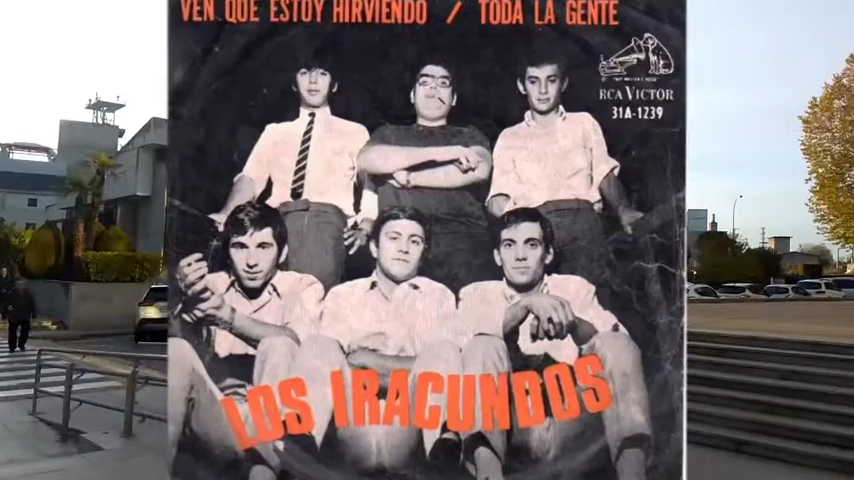 VEN QUE ESTOY HIRVIENDO / TODA LA GENTE
RCA VICTOR
31A-1239
LOS IRACUNDOS